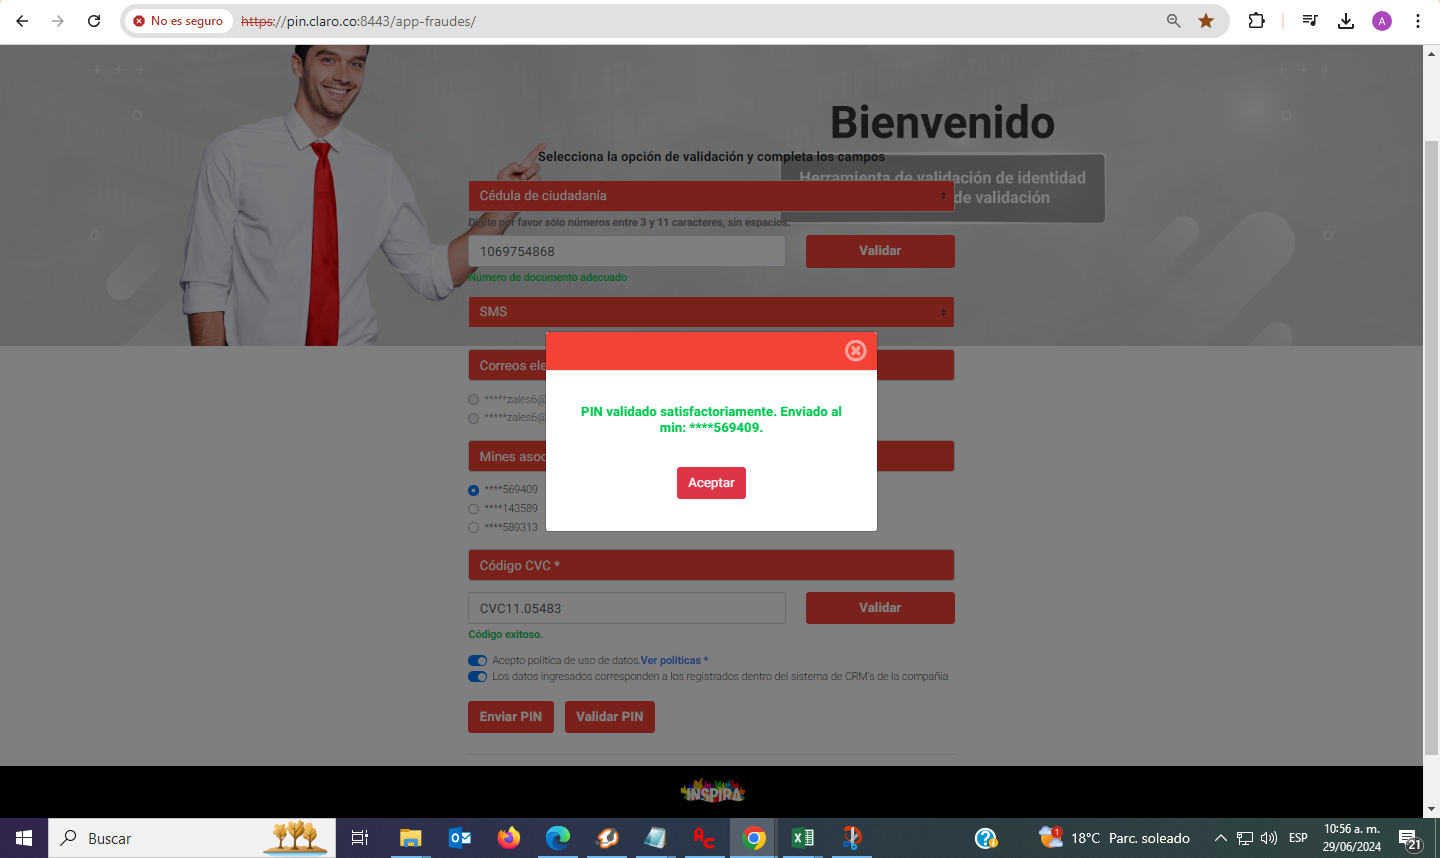 No es seguro
https://pin.claro.co:8443/app-fraudes/
A
Bienvenido
Selecciona la opción de validación y completa los campos
Herramienta de validación de identidad
de validación
Cédula de ciudadanía
Digite por favor sólo números entre 3 y 11 caracteres, sin espacios.
1069754868
Validar
Número de documento adecuado
SMS
Correos ele
*****zales6@
*****zales6@
PIN validado satisfactoriamente. Enviado al
min: ****569409.
Aceptar
Mines asoc
****569409
****143589
****589313
Código CVC *
CVC11.05483
Validar
Código exitoso.
Acepto política de uso de datos.Ver políticas *
Los datos ingresados corresponden a los registrados dentro del sistema de CRM's de la compañia
Enviar PIN
Validar PIN
INSPIRA
Buscar
1
18°C Parc. soleado
ESP
10:56 a. m.
29/06/2024
21